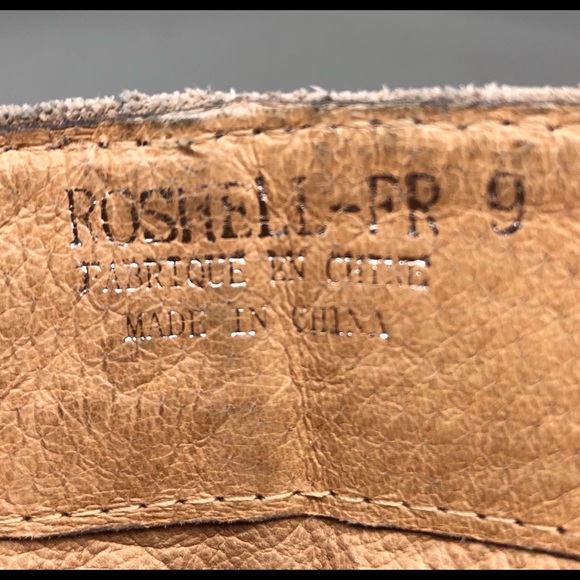 ROSHELL-FR 9
FABRIQUE EN CHINE
MADE IN CHINA